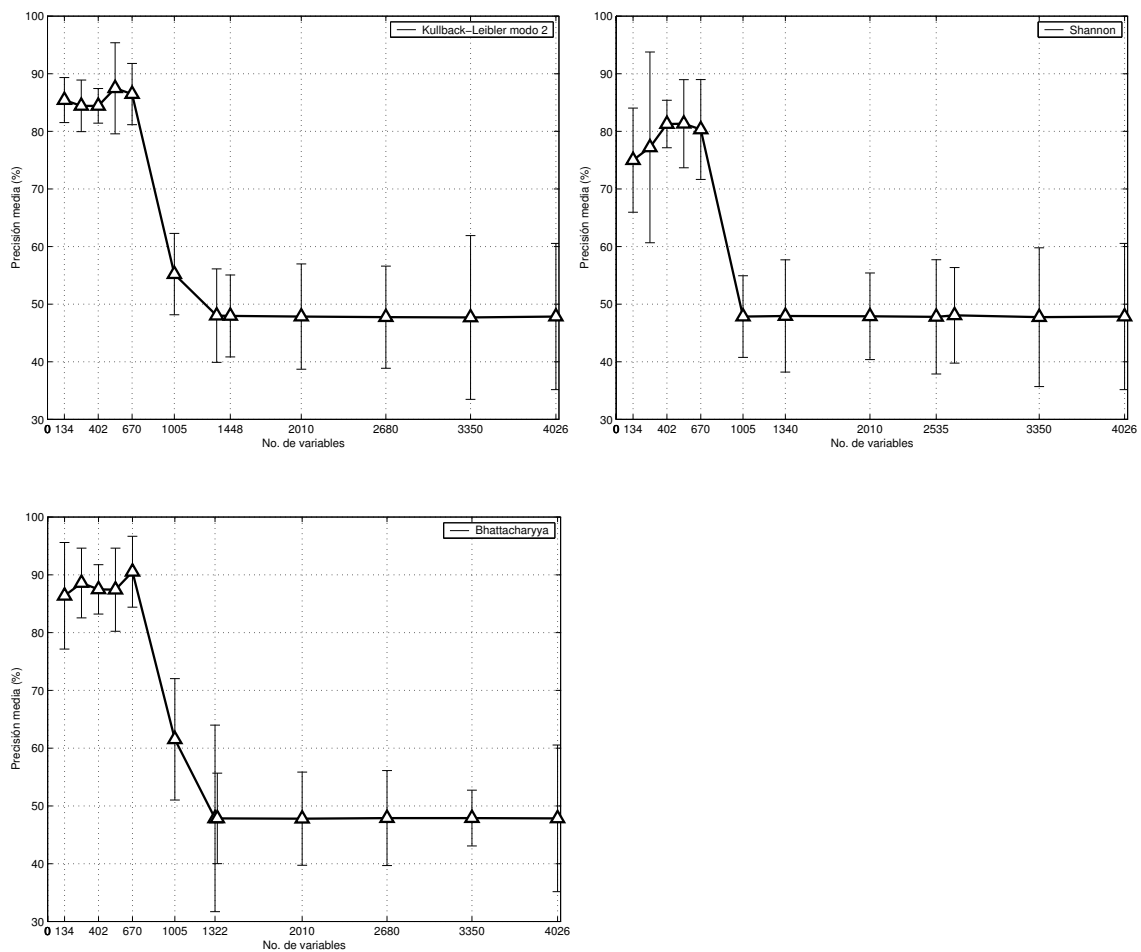 Kullback−Leibler modo 2
Precisión media (%)
100
90
80
70
60
50
40
30
0 134 402 670 1005 1448 2010 2680 3350 4026
No. de variables
Shannon
Precisión media (%)
100
90
80
70
60
50
40
30
0 134 402 670 1005 1340 2010 2535 3350 4026
No. de variables
Bhattacharyya
Precisión media (%)
100
90
80
70
60
50
40
30
0 134 402 670 1005 1322 2010 2680 3350 4026
No. de variables